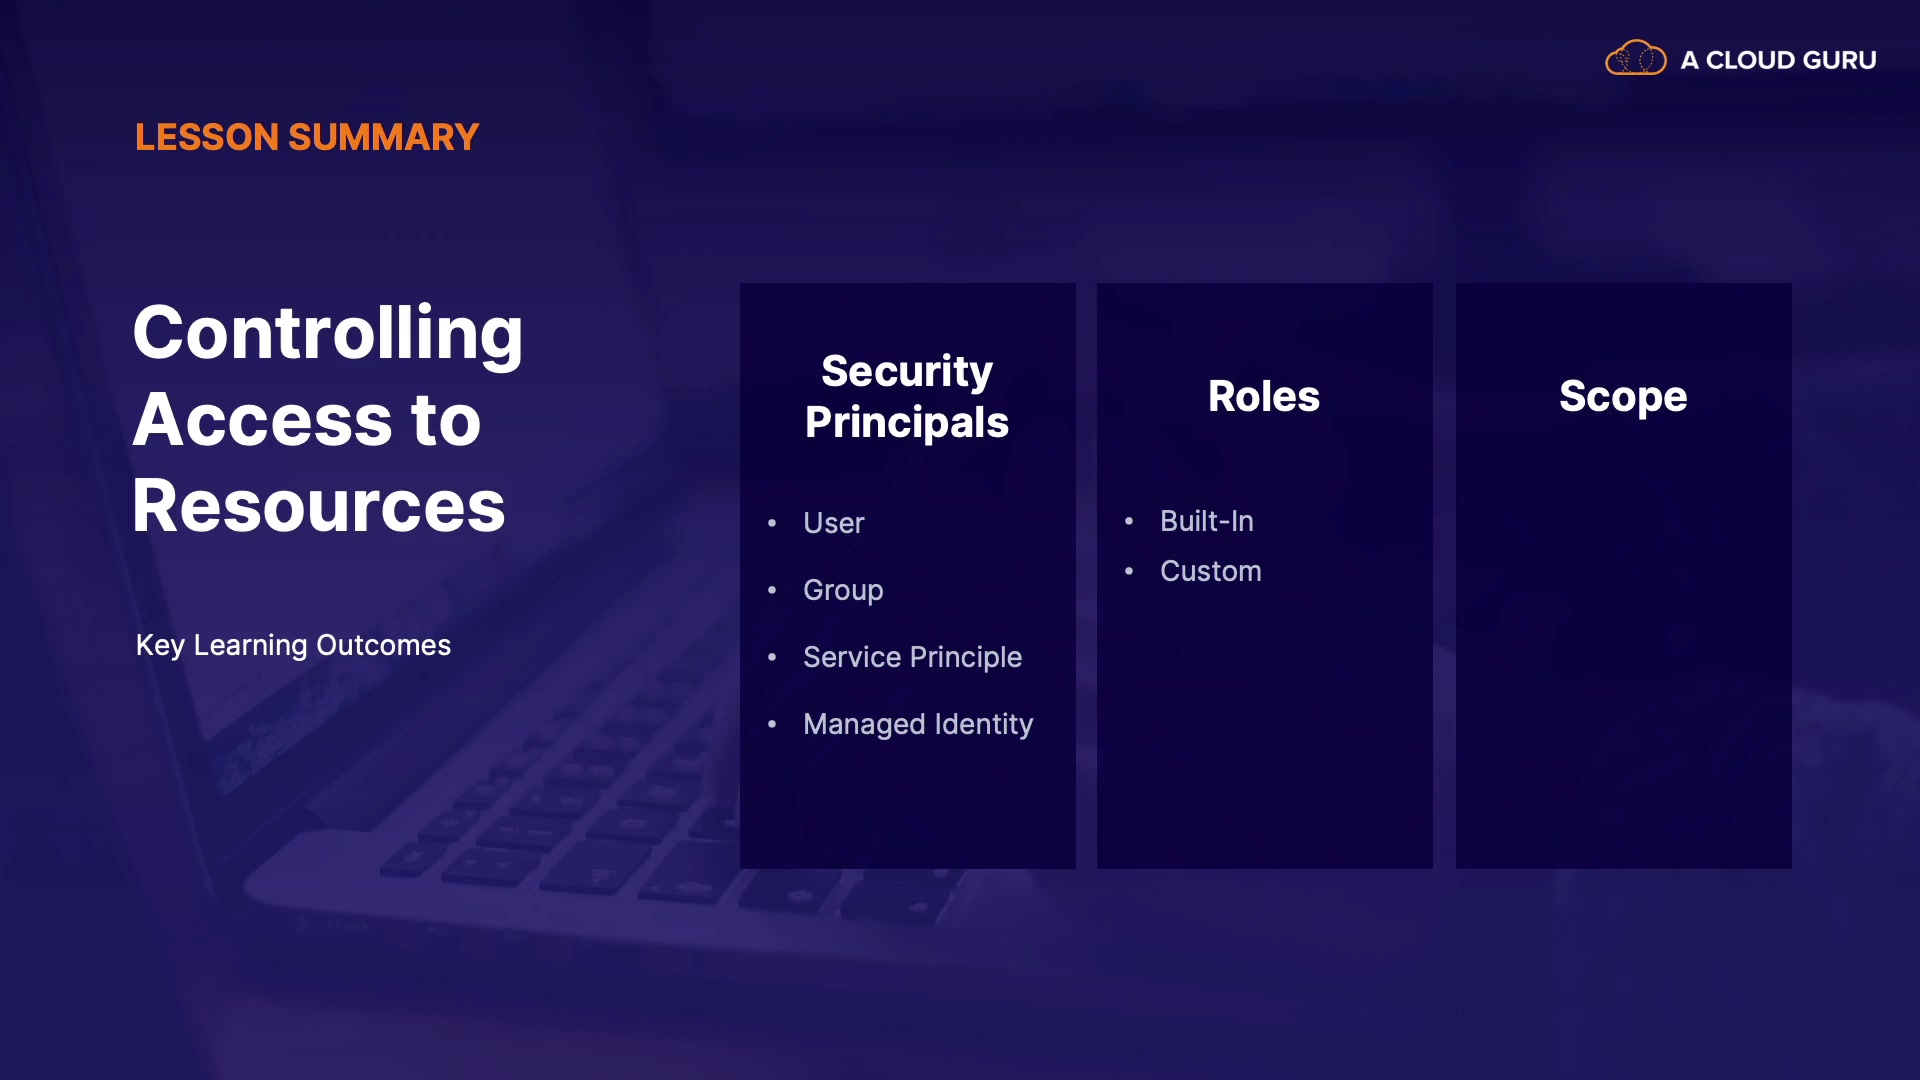 A CLOUD GURU
LESSON SUMMARY
Controlling
Access to
Resources
Key Learning Outcomes
Security
Principals
• User
• Group
• Service Principle
• Managed Identity
Roles
• Built-In
• Custom
Scope